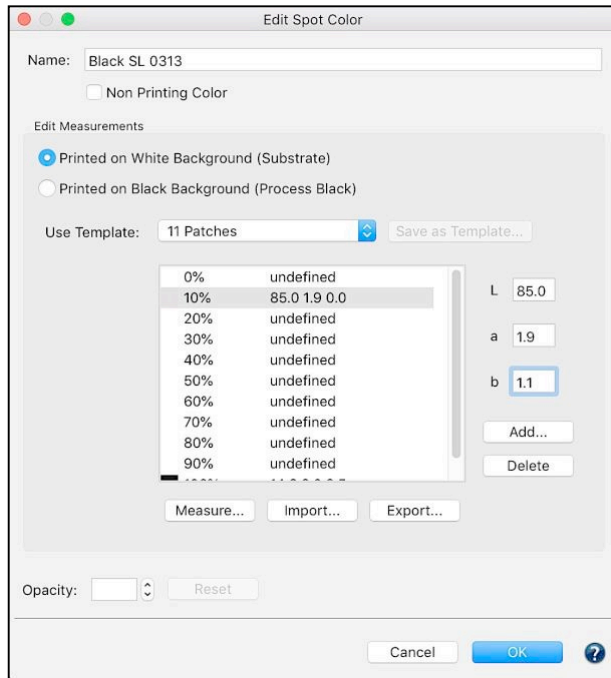 Edit Spot Color
Name: Black SL 0313
Non Printing Color
Edit Measurements
Printed on White Background (Substrate)
Printed on Black Background (Process Black)
Use Template: 11 Patches Save as Template...
0% undefined
10% 85.0 1.9 0.0
20% undefined
30% undefined
40% undefined
50% undefined
60% undefined
70% undefined
80% undefined
90% undefined
L 85.0
a 1.9
b 1.1
Add...
Delete
Measure... Import... Export...
Opacity: Reset
Cancel OK ?